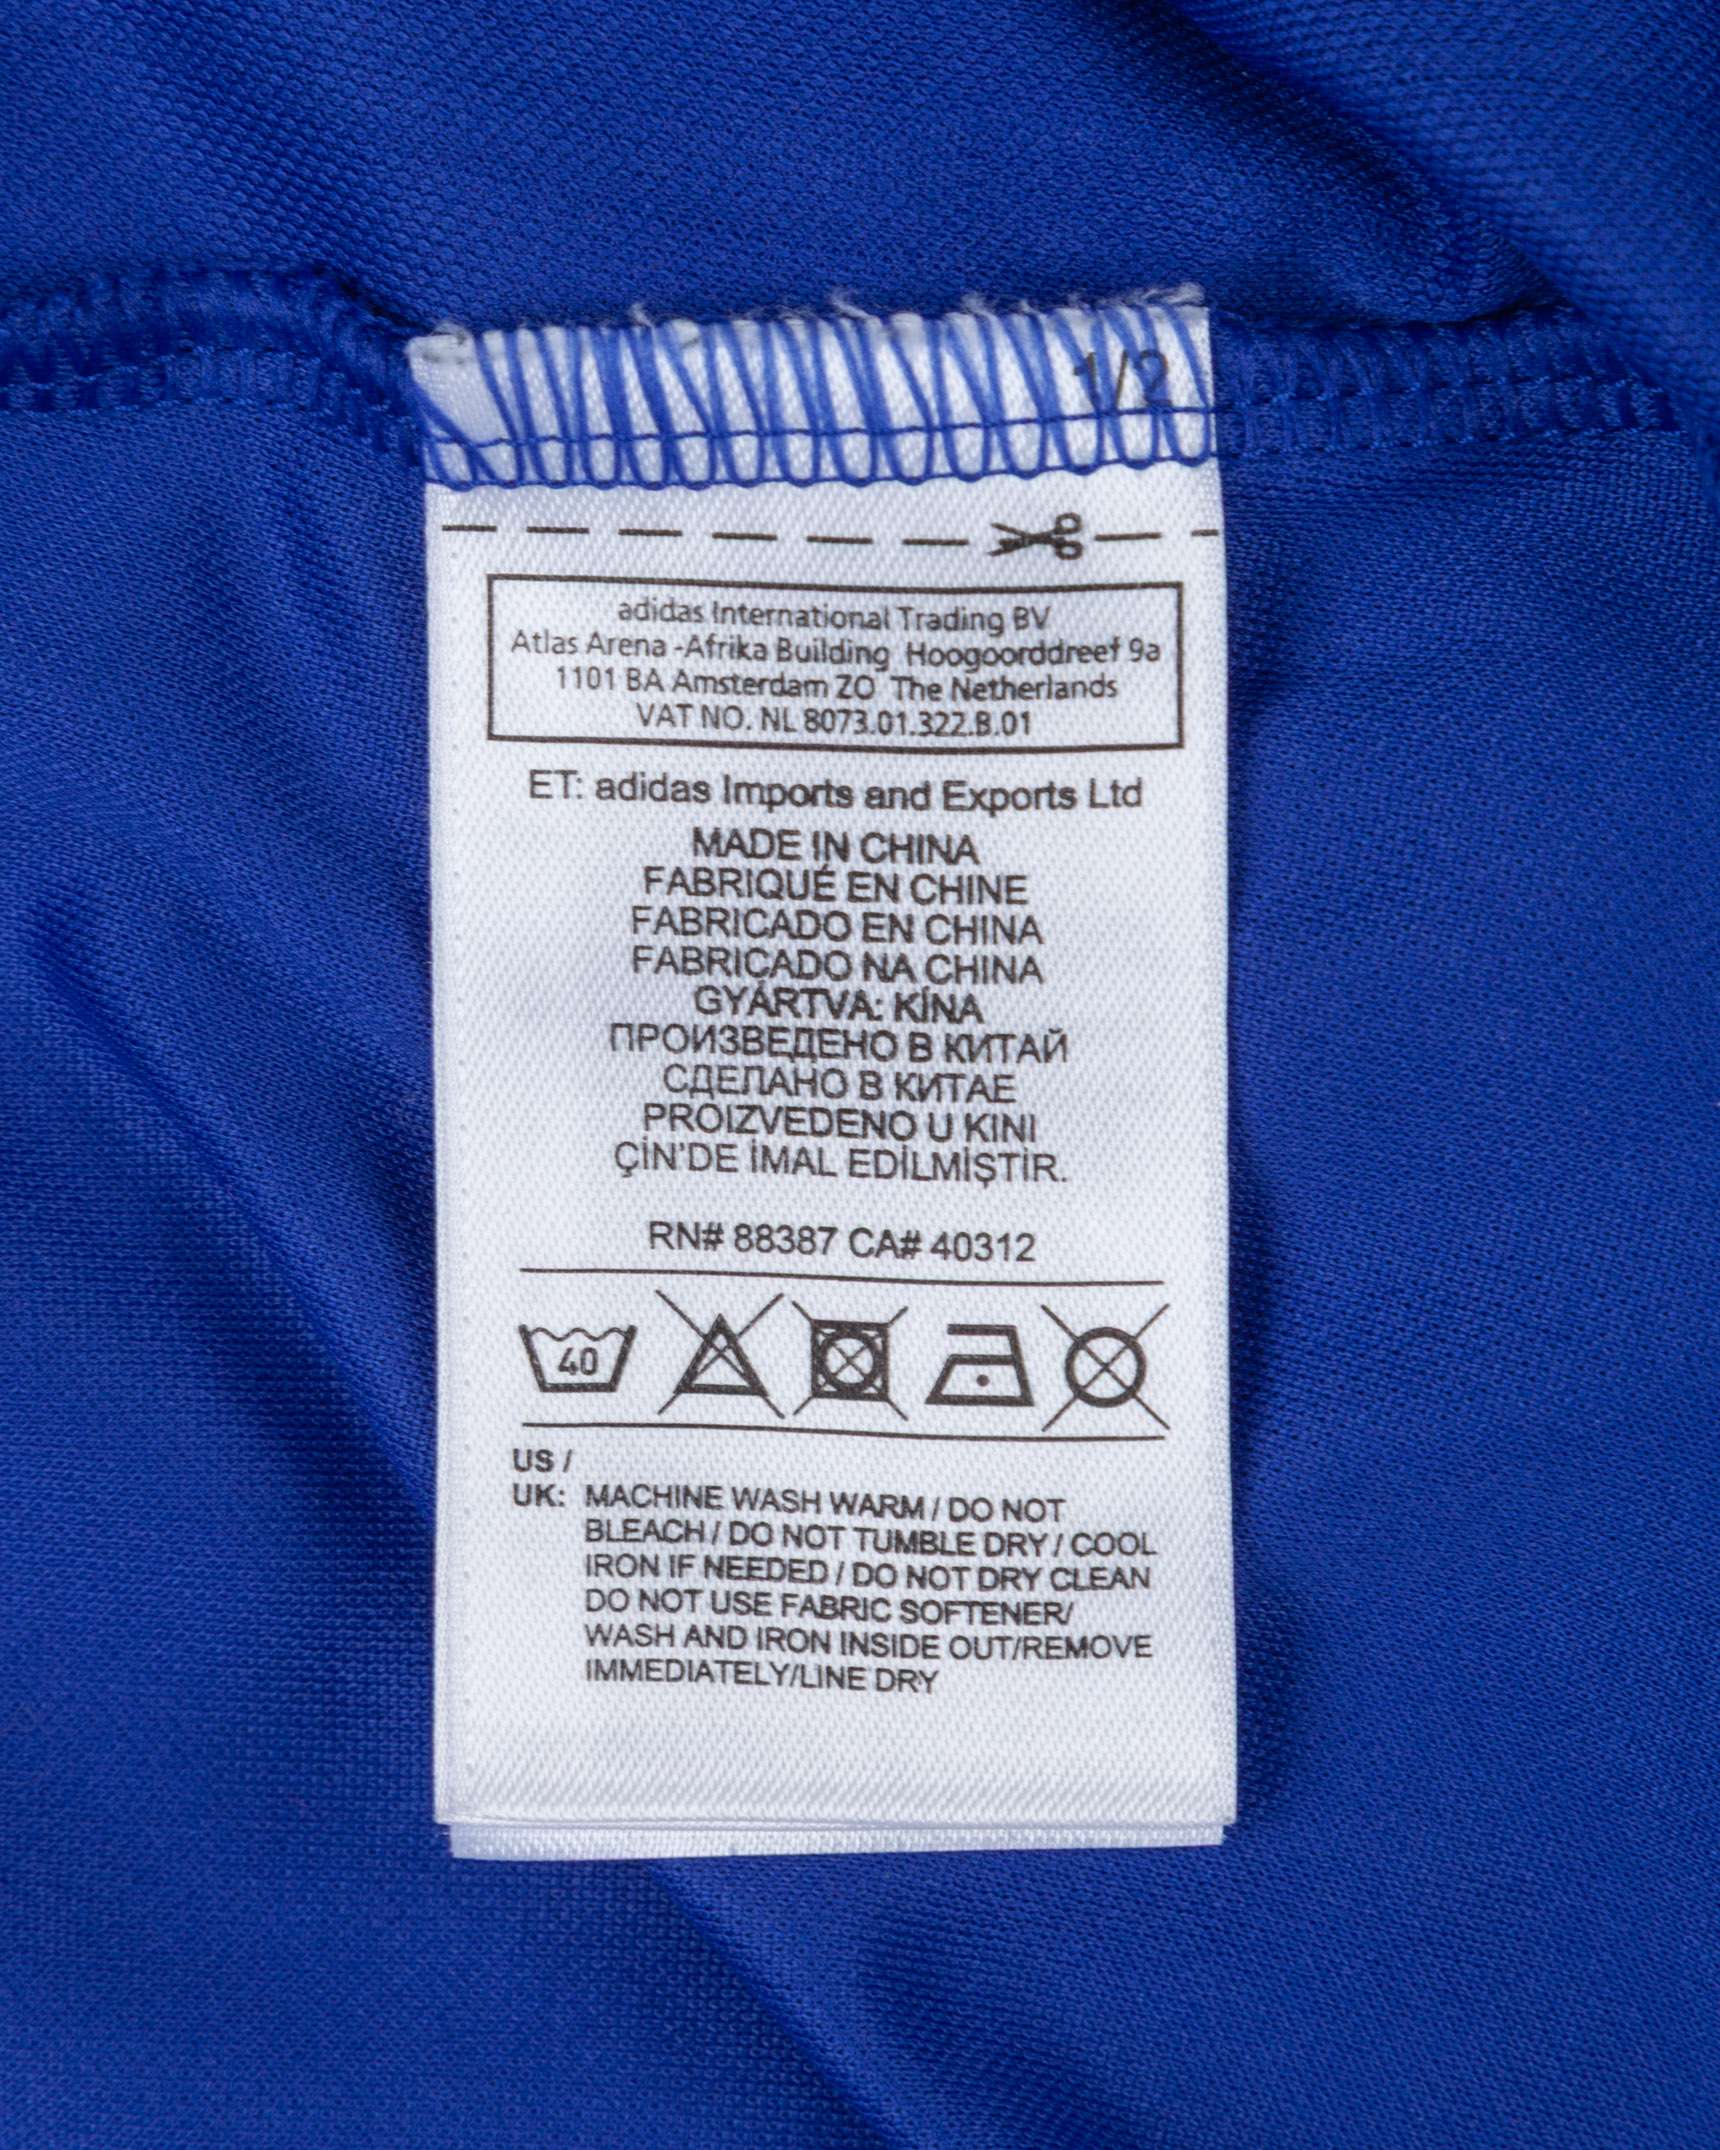 1/2
adidas International Trading BV
Atlas Arena -Afrika Building Hoogoorddreef 9a
1101 BA Amsterdam ZO The Netherlands
VAT NO. NL 8073.01.322.B.01
ET: adidas Imports and Exports Ltd
MADE IN CHINA
FABRIQUÉ EN CHINE
FABRICADO EN CHINA
FABRICADO NA CHINA
GYÁRTVA: KÍNA
ПРОИЗВЕДЕНО В КИТАЙ
СДЕЛАНО В КИТАЕ
PROIZVEDENO U KINI
ÇİN'DE İMAL EDİLMİŞTİR.
RN# 88387 CA# 40312
40
US /
UK: MACHINE WASH WARM / DO NOT
BLEACH / DO NOT TUMBLE DRY / COOL
IRON IF NEEDED / DO NOT DRY CLEAN
DO NOT USE FABRIC SOFTENER/
WASH AND IRON INSIDE OUT/REMOVE
IMMEDIATELY/LINE DRY